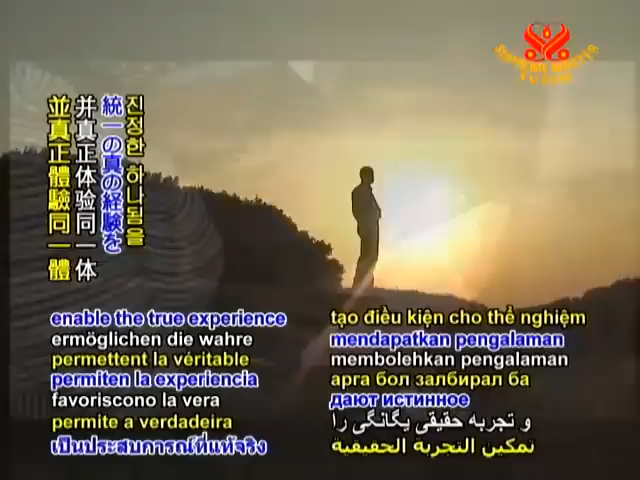 並真正體驗同一體
并真正体验同一体
統一の真の経験を
진정한 하나됨을
enable the true experience
ermöglichen die wahre
permettent la véritable
permiten la experiencia
favoriscono la vera
permite a verdadeira
เป็นประสบการณ์ที่แท้จริง
tạo điều kiện cho thể nghiệm
mendapatkan pengalaman
membolehkan pengalaman
арга бол залбирал ба
дают истинное
و تجربه حقیقی یگانگی را
تمكين التجربة الحقيقية